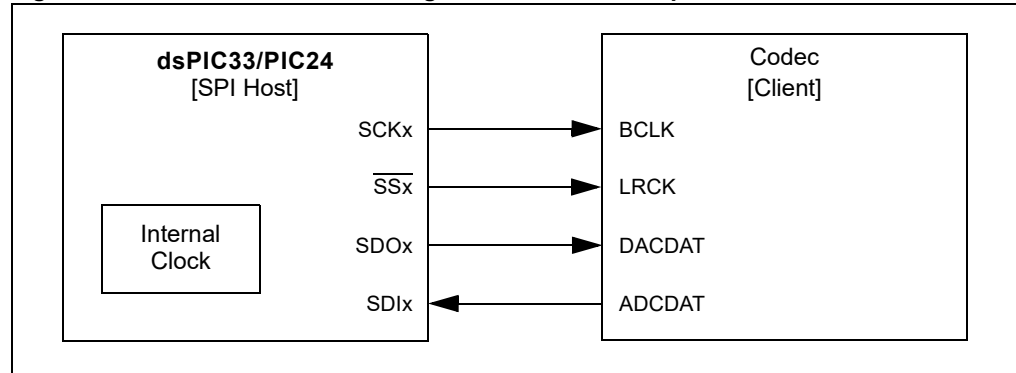 dsPIC33/PIC24
[SPI Host]
SCKx
SSx
SDOx
SDIx
Internal
Clock
Codec
[Client]
BCLK
LRCK
DACDAT
ADCDAT